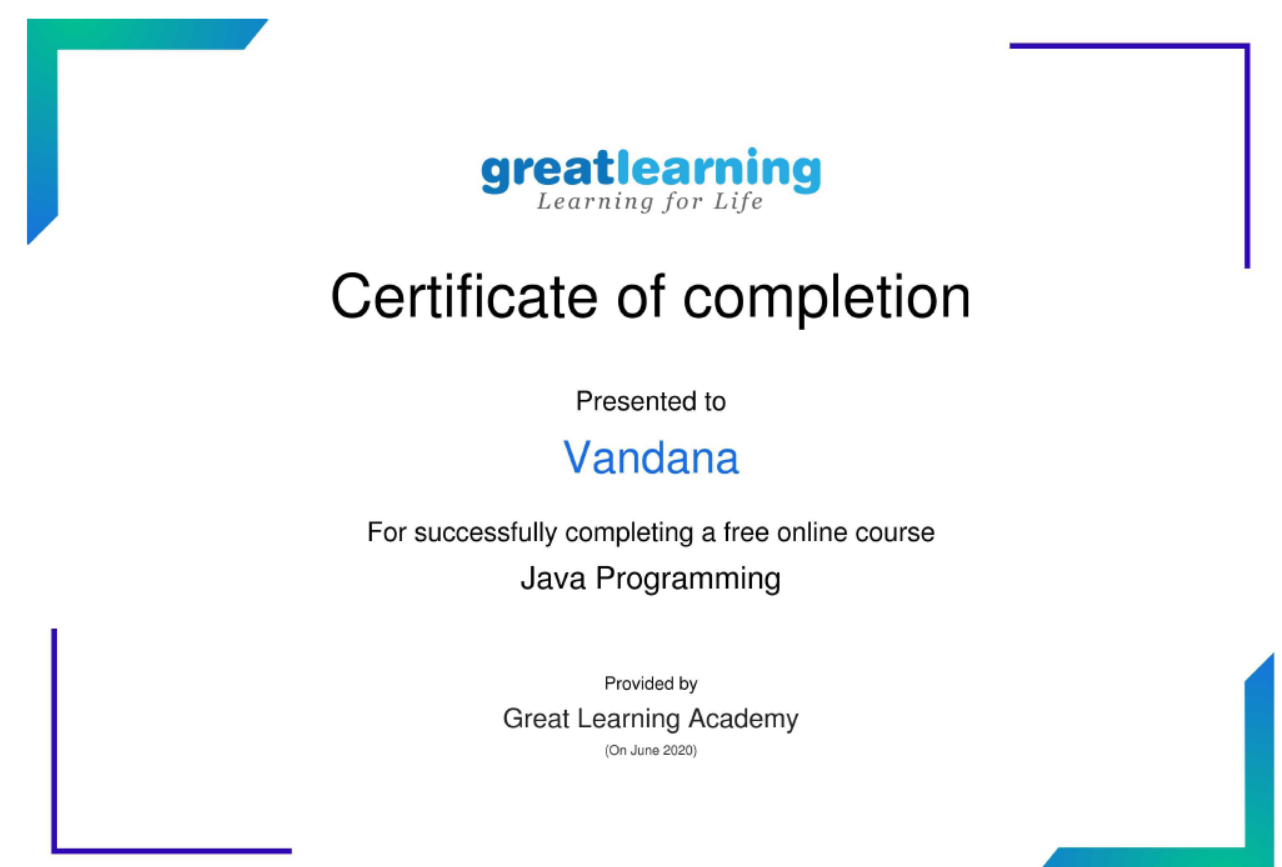 greatlearning
Learning for Life
Certificate of completion
Presented to
Vandana
For successfully completing a free online course
Java Programming
Provided by
Great Learning Academy
(On June 2020)